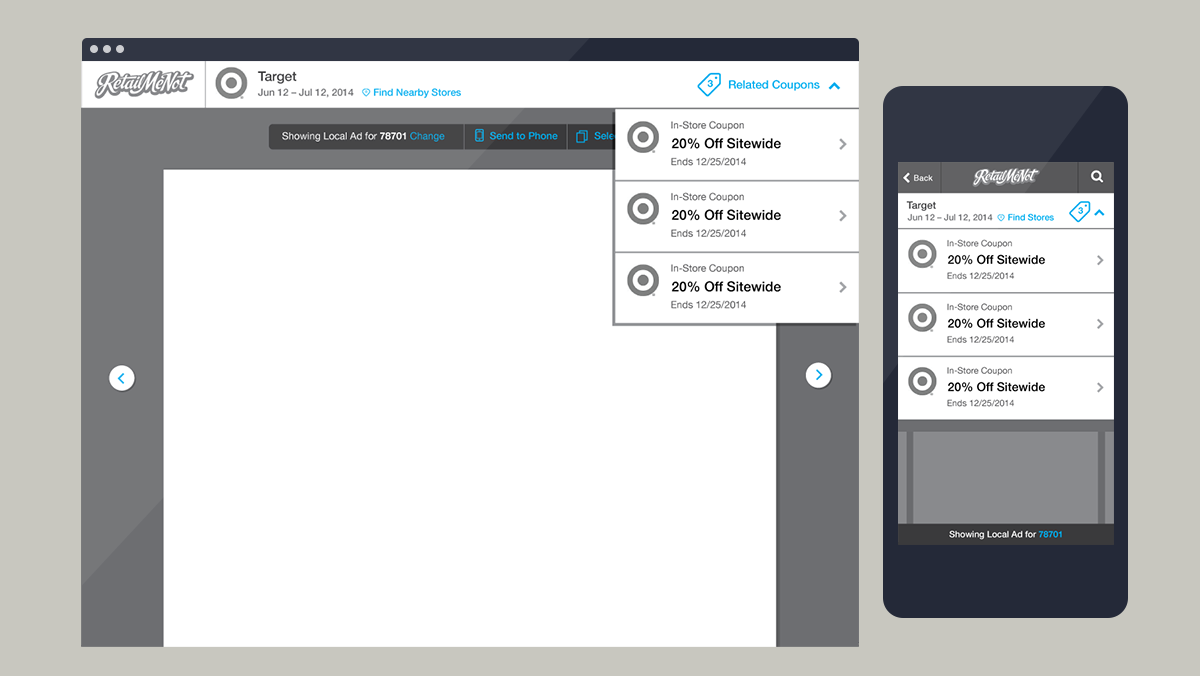 RetailMeNot
Target
Jun 12 – Jul 12, 2014 Find Nearby Stores
3 Related Coupons
Showing Local Ad for 78701 Change
Send to Phone
In-Store Coupon
20% Off Sitewide
Ends 12/25/2014
In-Store Coupon
20% Off Sitewide
Ends 12/25/2014
In-Store Coupon
20% Off Sitewide
Ends 12/25/2014
Back
RetailMeNot
Target
Jun 12 – Jul 12, 2014 Find Stores
3
In-Store Coupon
20% Off Sitewide
Ends 12/25/2014
In-Store Coupon
20% Off Sitewide
Ends 12/25/2014
In-Store Coupon
20% Off Sitewide
Ends 12/25/2014
Showing Local Ad for 78701